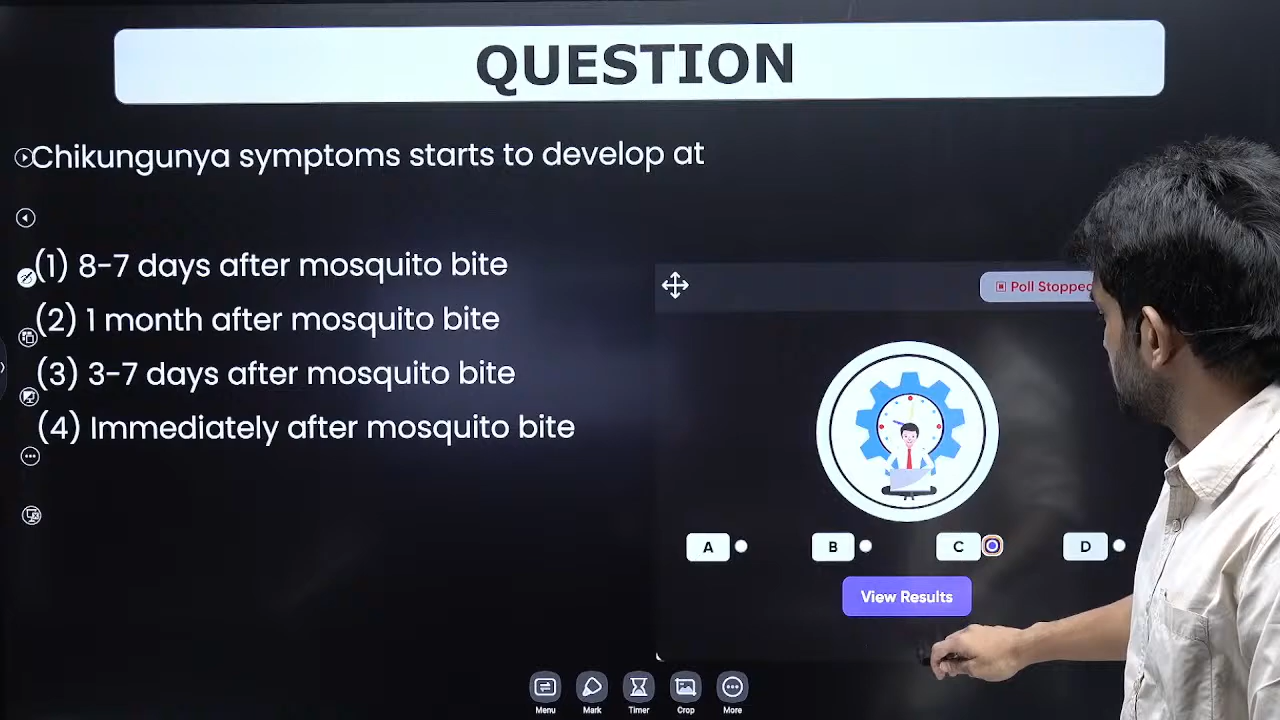 QUESTION
Chikungunya symptoms starts to develop at
(1) 8-7 days after mosquito bite
(2) 1 month after mosquito bite
(3) 3-7 days after mosquito bite
(4) Immediately after mosquito bite
Poll Stopped
A
B
C
D
View Results
Menu
Mark
Timer
Crop
More